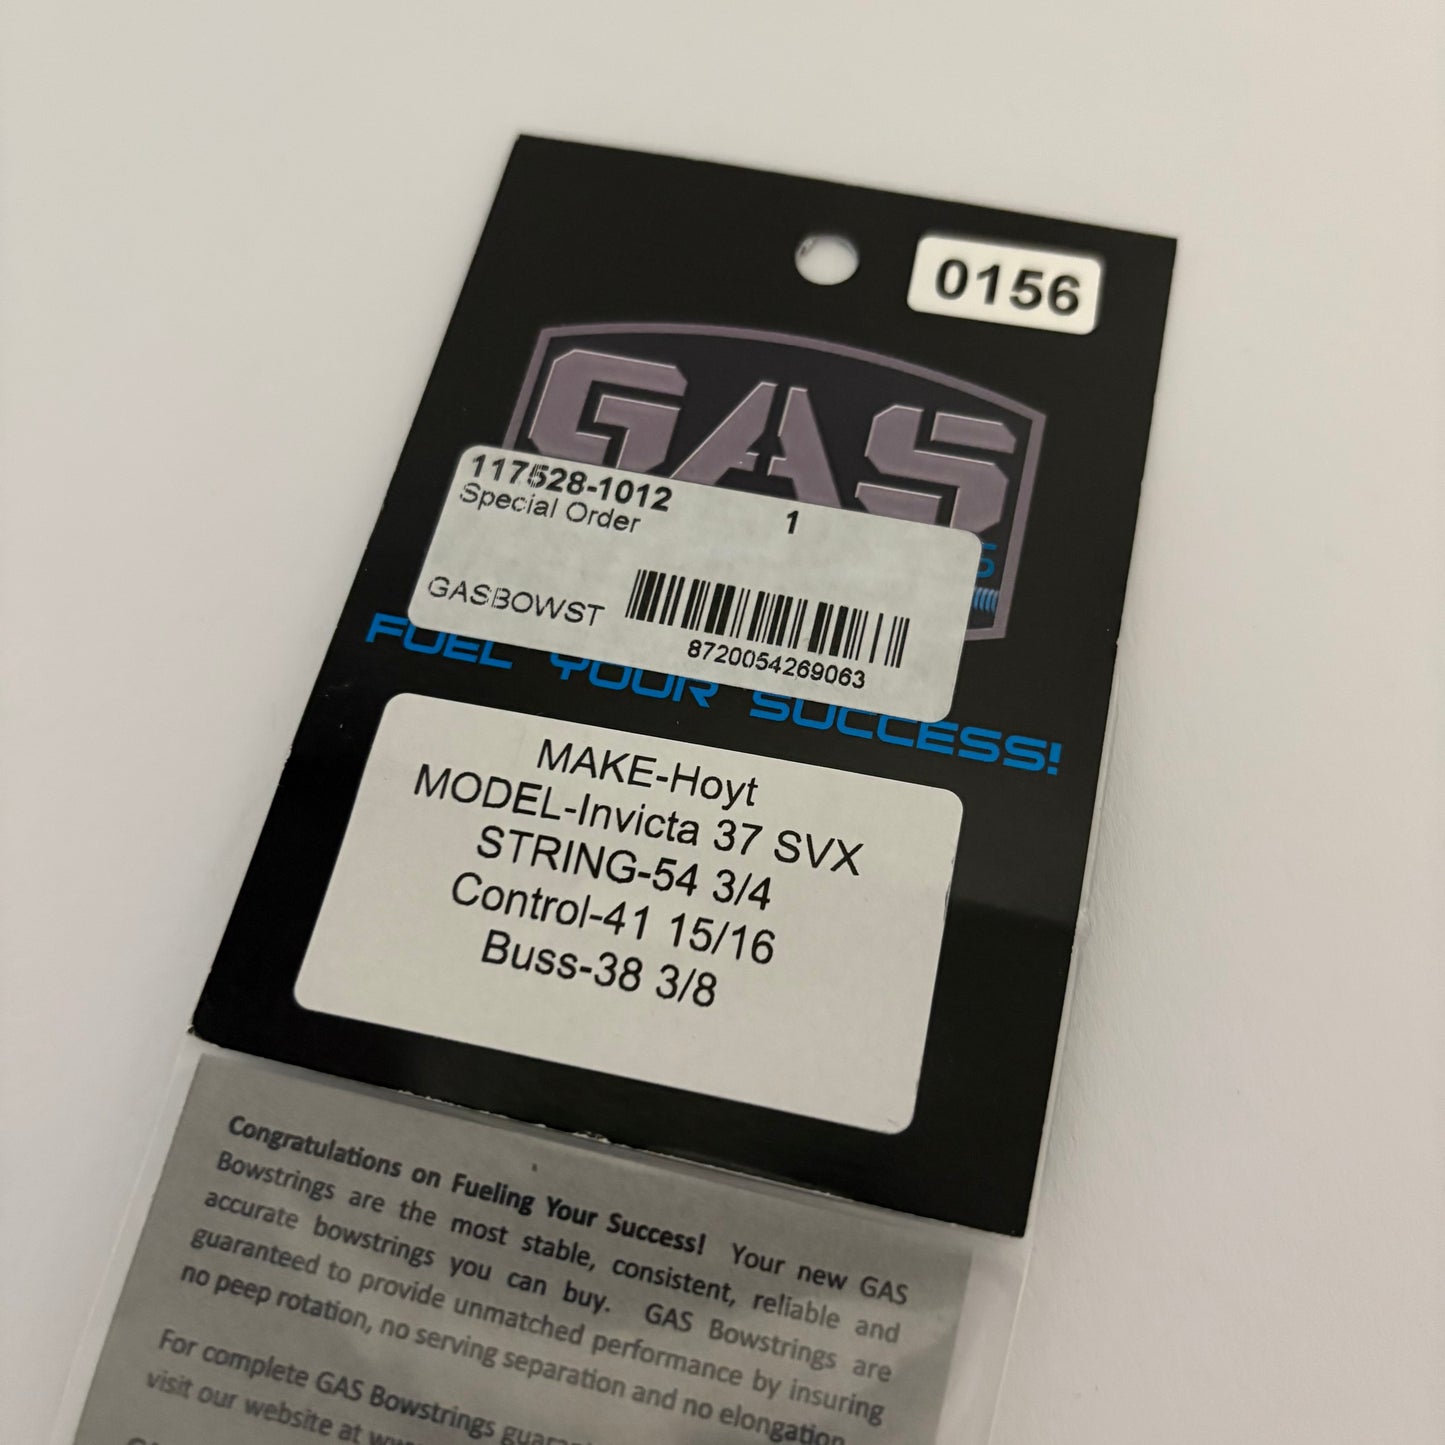 0156
GAS
117528-1012
Special Order
1
GASBOWST
8720054269063
FUEL YOUR SUCCESS!
MAKE-Hoyt
MODEL-Invicta 37 SVX
STRING-54 3/4
Control-41 15/16
Buss-38 3/8
Congratulations on Fueling Your Success! Your new GAS
Bowstrings are the most stable, consistent, reliable and
accurate bowstrings you can buy. GAS Bowstrings are
guaranteed to provide unmatched performance by insuring
no peep rotation, no serving separation and no elongation
For complete GAS Bowstrings
visit our website at